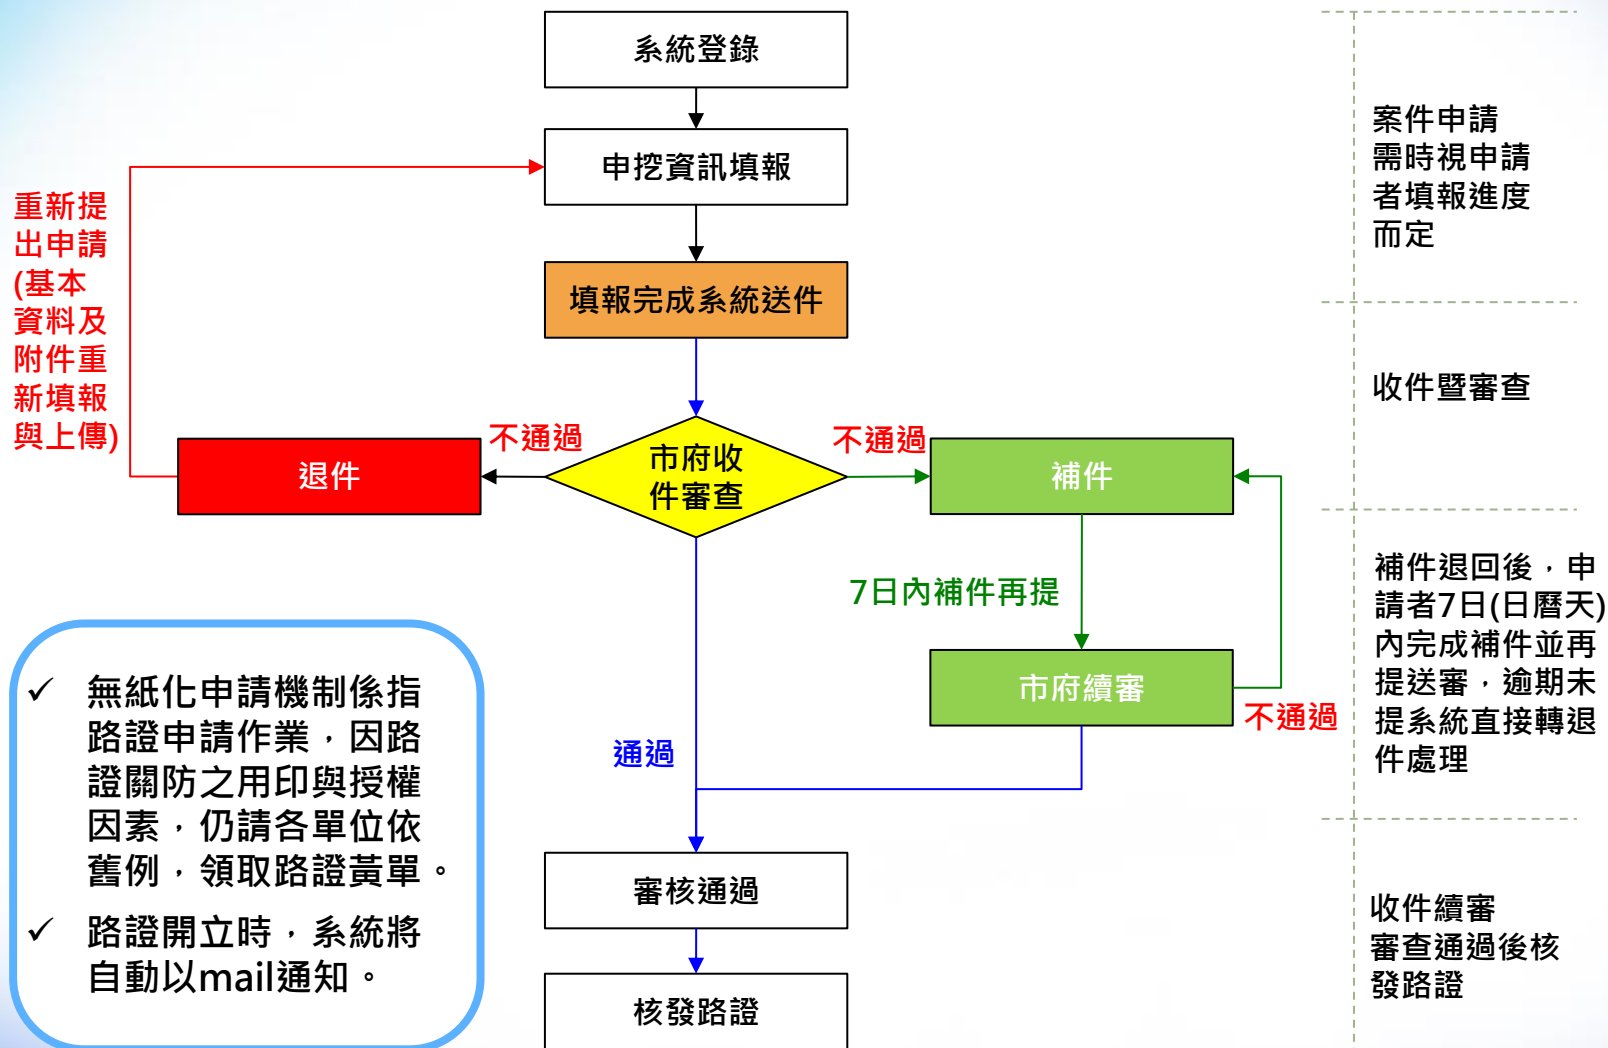 系統登錄
申挖資訊填報
填報完成系統送件
重新提
出申請
(基本
資料及
附件重
新填報
與上傳)
退件
不通過
市府收
件審查
不通過
補件
7日內補件再提
市府續審
不通過
通過
審核通過
核發路證
✓ 無紙化申請機制係指
路證申請作業，因路
證關防之用印與授權
因素，仍請各單位依
舊例，領取路證黃單。
✓ 路證開立時，系統將
自動以mail通知。
案件申請
需時視申請
者填報進度
而定
收件暨審查
補件退回後，申
請者7日(日曆天)
內完成補件並再
提送審，逾期未
提系統直接轉退
件處理
收件續審
審查通過後核
發路證